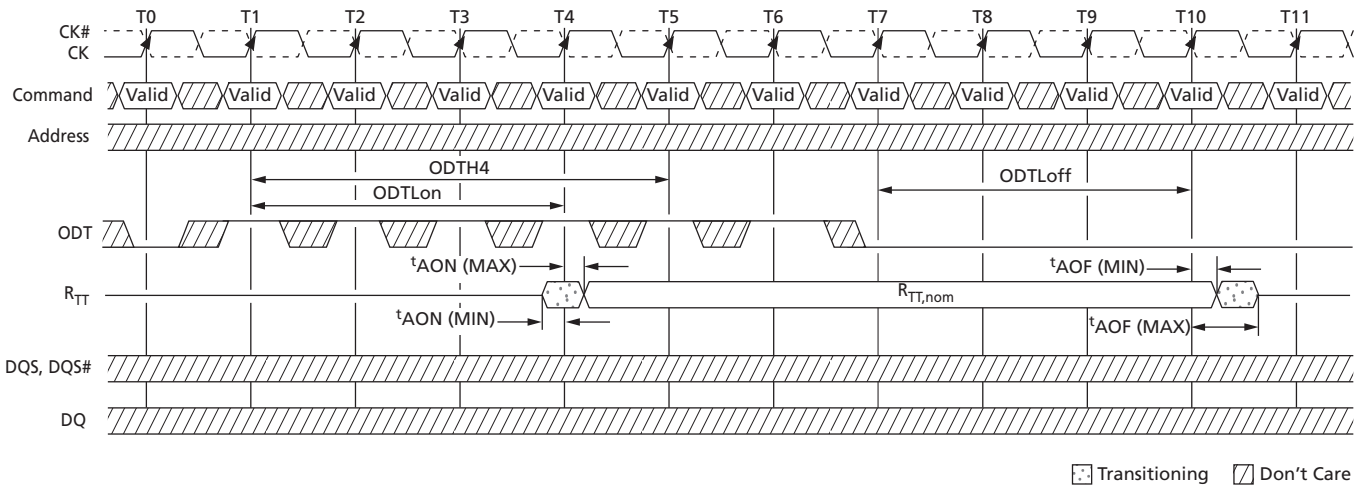 T0 T1 T2 T3 T4 T5 T6 T7 T8 T9 T10 T11
CK#
CK
Command Valid Valid Valid Valid Valid Valid Valid Valid Valid Valid Valid Valid
Address
ODTH4
ODTLoff
ODTLon
ODT
tAON (MAX) tAOF (MIN)
RTT RTT,nom
tAON (MIN) tAOF (MAX)
DQS, DQS#
DQ
Transitioning Don't Care